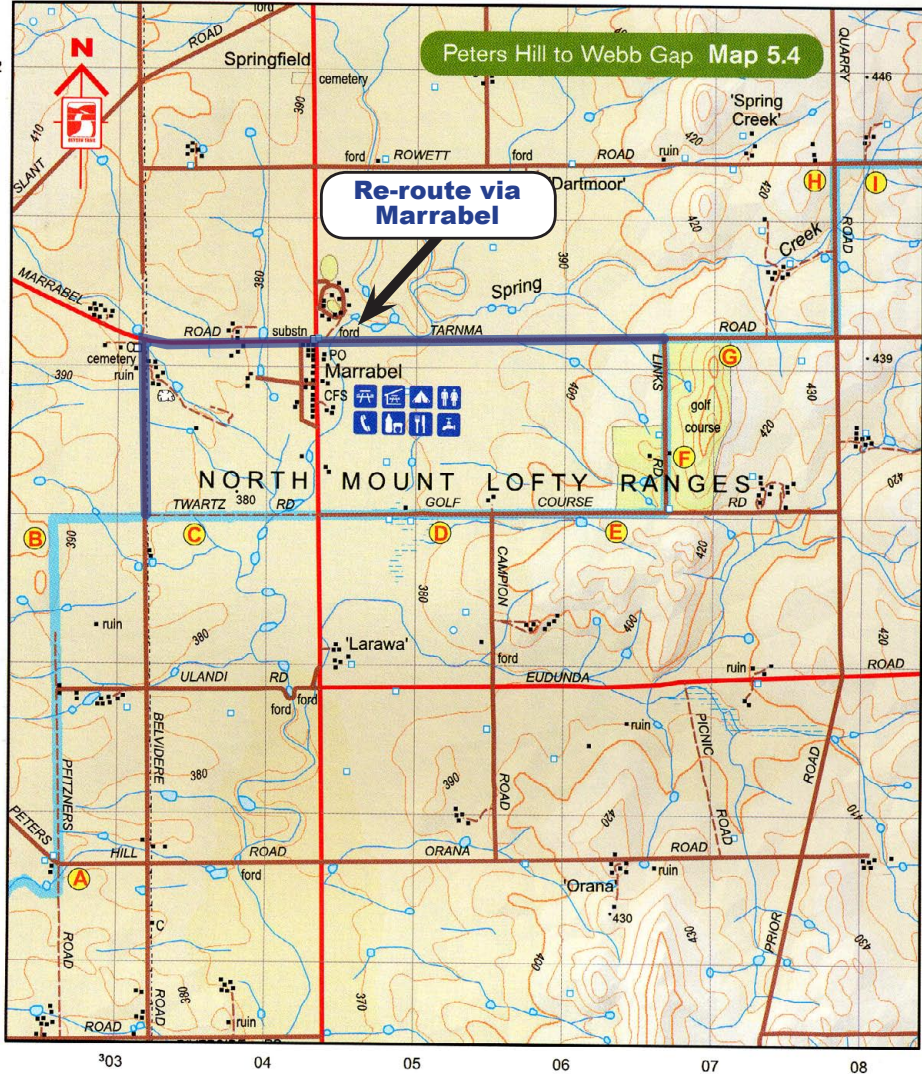 ford
ROAD
Springfield
N
Peters Hill to Webb Gap Map 5.4
QUARRY
446
cemetery
390
'Spring
Creek'
410
420
SLANT
ford
ROWETT
ford
ROAD
ruin
Re-route via
Marrabel
'Dartmoor'
420
H
I
420
ROAD
Creek
390
380
MARRABEL
Spring
ROAD
substn
ford
TARNMA
ROAD
C
cemetery
ruin
390
PO
Marrabel
CFS
LINKS
G
439
400
golf
course
430
420
F
RD
NORTH MOUNT LOFTY RANGES
420
TWARTZ
380
RD
GOLF
COURSE
RD
B
390
C
D
E
420
CAMPION
380
400
ruin
380
'Larawa'
ford
420
ULANDI
RD
ford
ford
EUDUNDA
ruin
ROAD
PFITZNERS
BELVIDERE
380
ruin
PICNIC
ROAD
390
ROAD
420
ROAD
410
PETERS
HILL
ROAD
ORANA
ROAD
A
ford
'Orana'
ruin
430
C
430
PRIOR
430
ROAD
400
ROAD
380
370
ruin
ROAD
³03
04
05
06
07
08